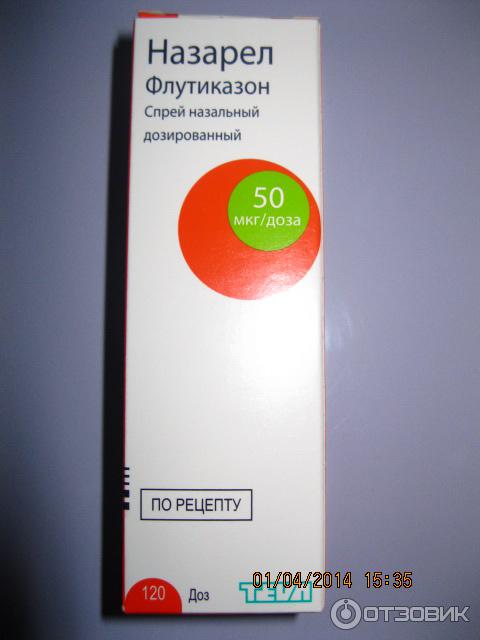 Назарел
Флутиказон
Спрей назальный
дозированный
50
мкг/доза
ПО РЕЦЕПТУ
120 Доз
TEVA
01/04/2014 15:35
ОТЗОВИК